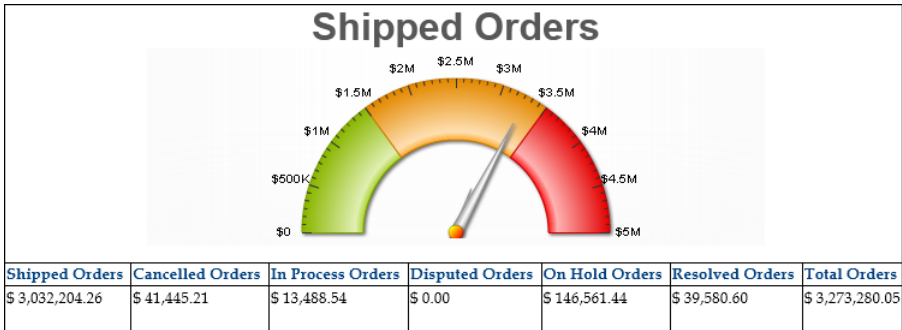 Shipped Orders
$2.5M
$2M $3M
$1.5M $3.5M
$1M $4M
$500K $4.5M
$0 $5M
Shipped Orders Cancelled Orders In Process Orders Disputed Orders On Hold Orders Resolved Orders Total Orders
$ 3,032,204.26 $ 41,445.21 $ 13,488.54 $ 0.00 $ 146,561.44 $ 39,580.60 $ 3,273,280.05